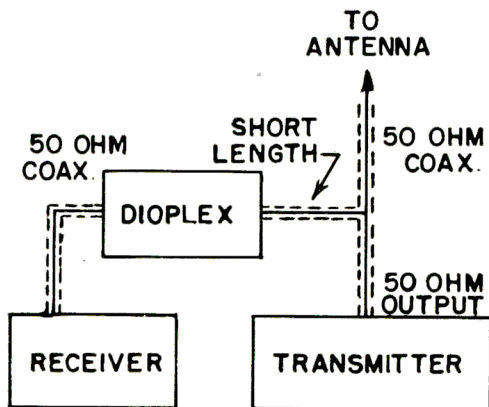 TO
ANTENNA
SHORT
LENGTH
50 OHM
COAX.
50 OHM
COAX.
DIOPLEX
50 OHM
OUTPUT
RECEIVER
TRANSMITTER